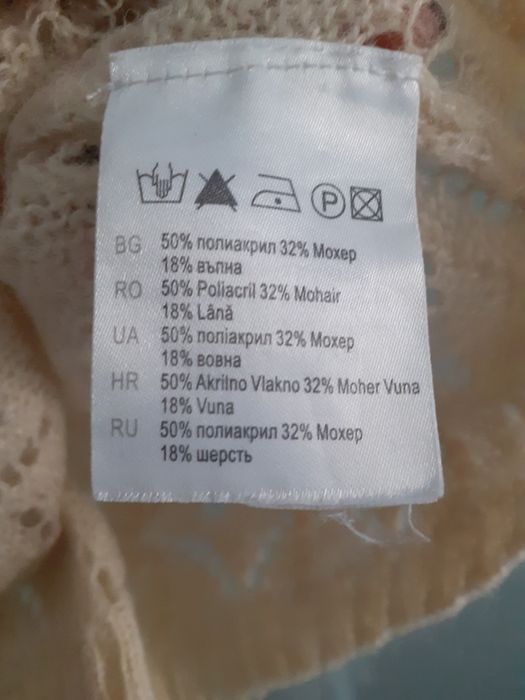 P
BG 50% полиакрил 32% Мохер
18% вълна
RO 50% Poliacril 32% Mohair
18% Lână
UA 50% поліакрил 32% Мохер
18% вовна
HR 50% Akrilno Vlakno 32% Moher Vuna
18% Vuna
RU 50% полиакрил 32% Мохер
18% шерсть